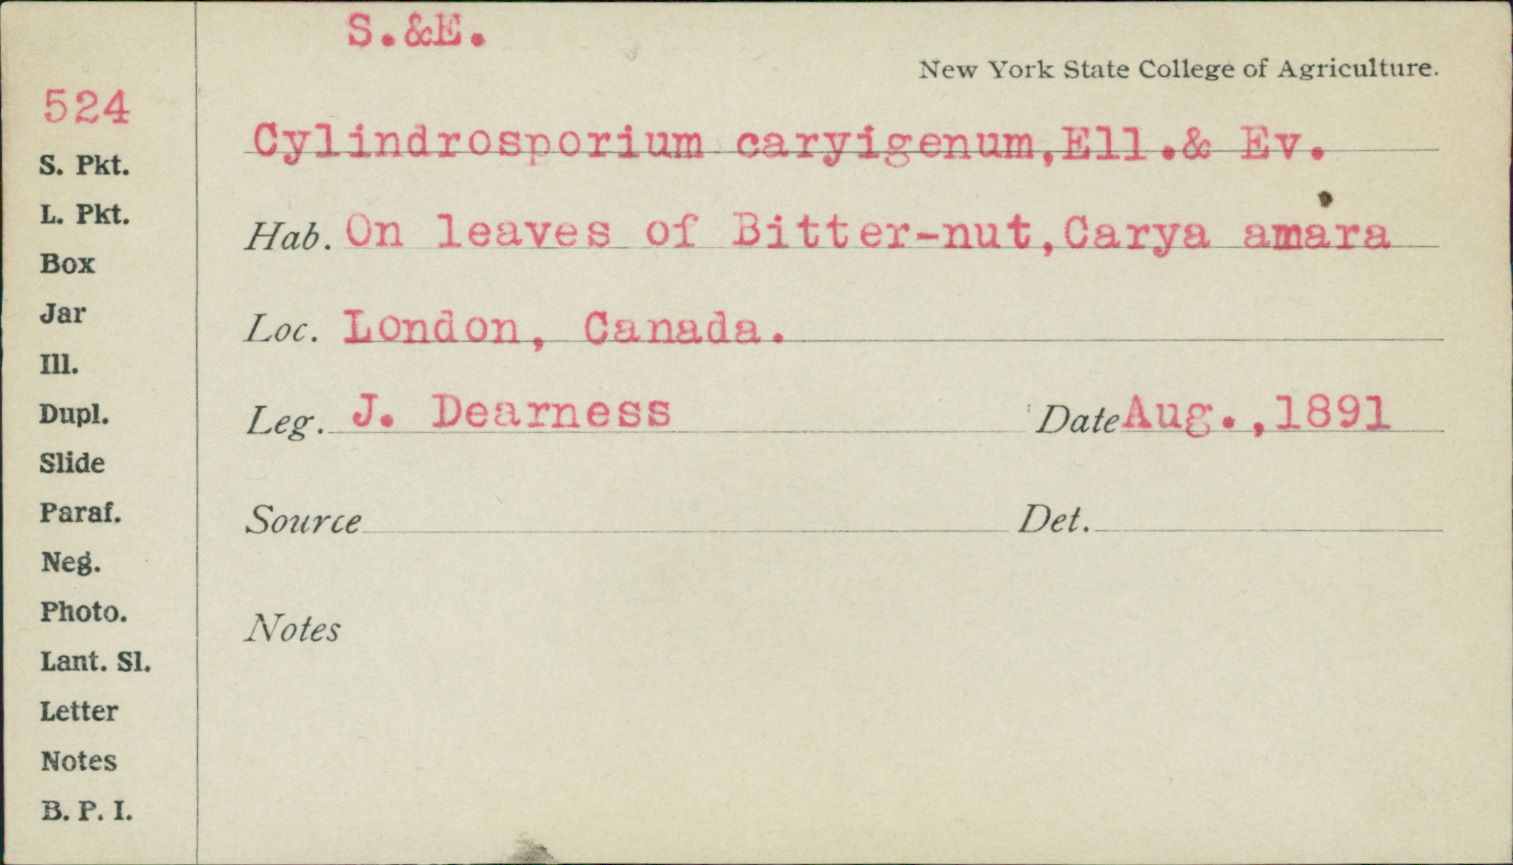 S.&E.
New York State College of Agriculture.
524
Cylindrosporium caryigenum,Ell.& Ev.
S. Pkt.
L. Pkt.
Hab. On leaves of Bitter-nut,Carya amara
Box
Jar
Loc. London, Canada.
Ill.
Dupl.
Leg. J. Dearness Date Aug.,1891
Slide
Paraf.
Source Det.
Neg.
Photo.
Notes
Lant. Sl.
Letter
Notes
B. P. I.